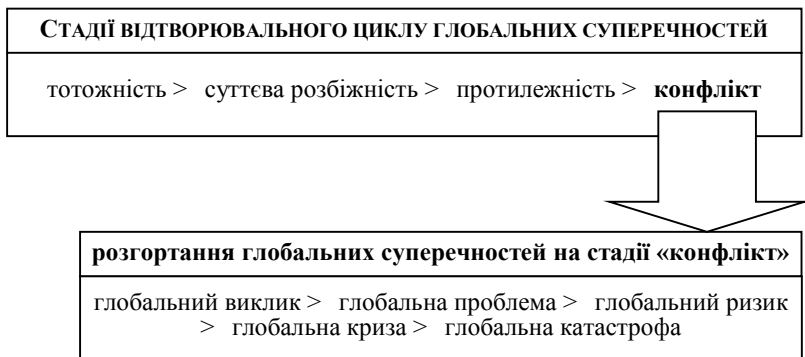 СТАДІЇ ВІДТВОРЮВАЛЬНОГО ЦИКЛУ ГЛОБАЛЬНИХ СУПЕРЕЧНОСТЕЙ
тотожність > суттєва розбіжність > протилежність > конфлікт
розгортання глобальних суперечностей на стадії «конфлікт»
глобальний виклик > глобальна проблема > глобальний ризик
> глобальна криза > глобальна катастрофа